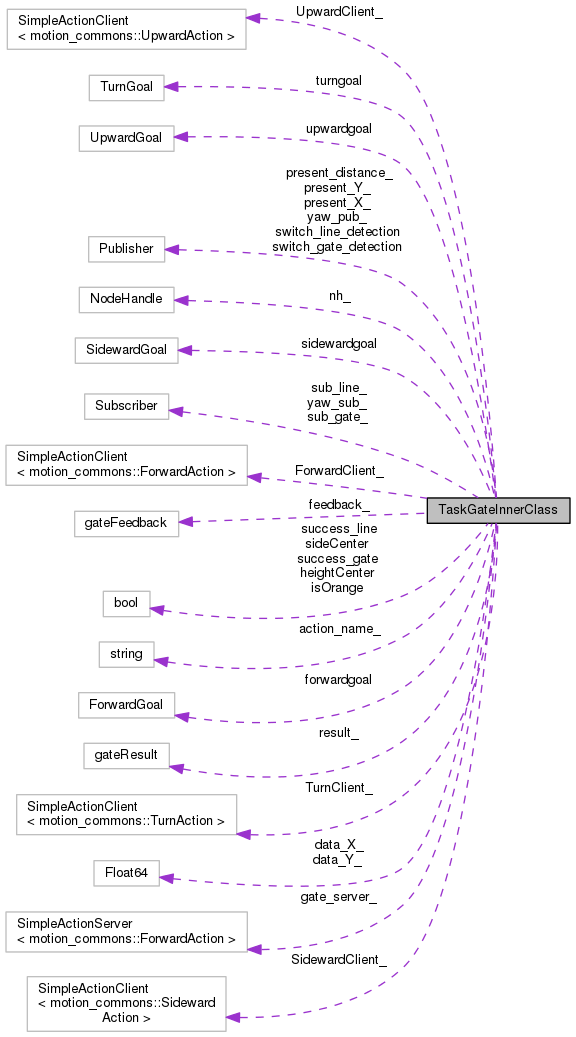 UpwardClient_
SimpleActionClient
< motion_commons::UpwardAction >
turngoal
TurnGoal
upwardgoal
UpwardGoal
present_distance_
present_Y_
present_X_
yaw_pub_
switch_line_detection
switch_gate_detection
Publisher
nh_
NodeHandle
sidewardgoal
SidewardGoal
sub_line_
yaw_sub_
sub_gate_
Subscriber
ForwardClient_
SimpleActionClient
< motion_commons::ForwardAction >
feedback_
gateFeedback
TaskGateInnerClass
success_line
sideCenter
success_gate
heightCenter
isOrange
bool
action_name_
string
forwardgoal
ForwardGoal
result_
gateResult
TurnClient_
SimpleActionClient
< motion_commons::TurnAction >
data_X_
data_Y_
Float64
gate_server_
SimpleActionServer
< motion_commons::ForwardAction >
SidewardClient_
SimpleActionClient
< motion_commons::Sideward
Action >